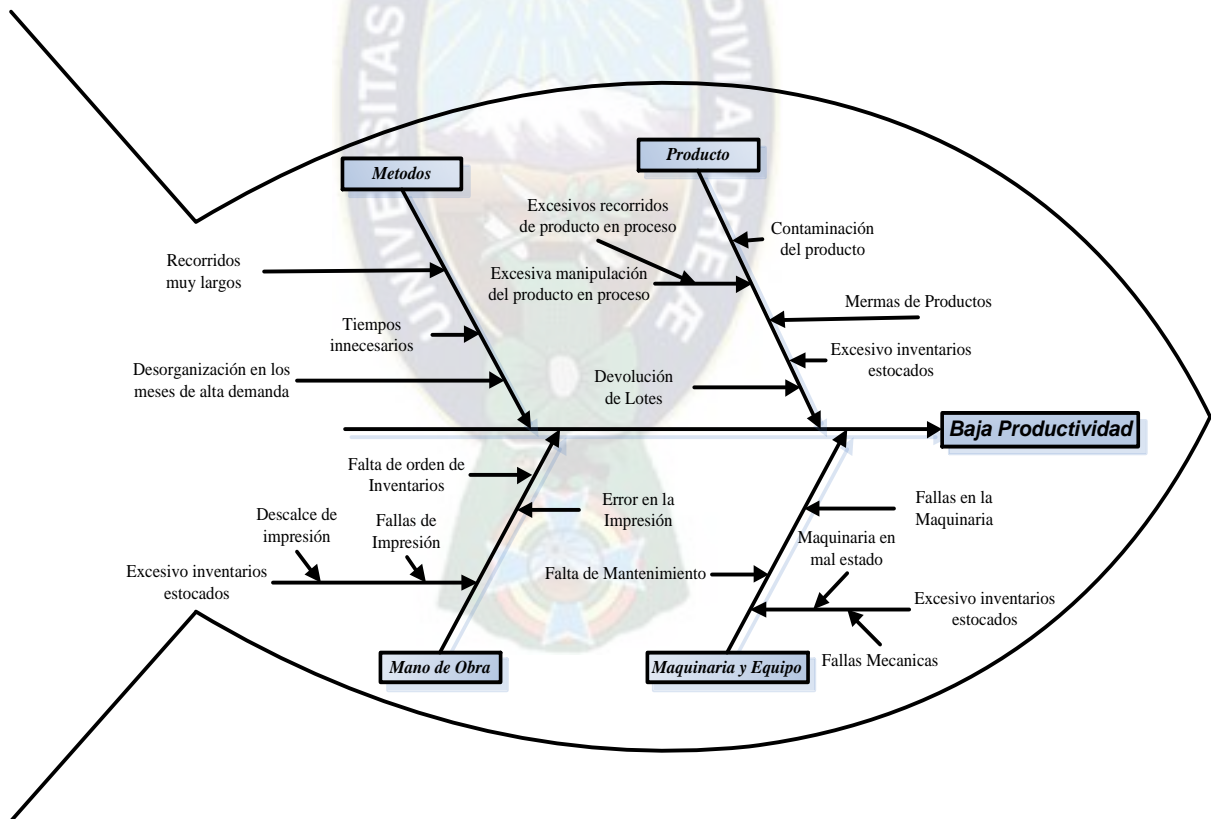 UNIVERSITAS
DIVI ANDREÆ
Metodos
Producto
Recorridos
muy largos
Tiempos
innecesarios
Desorganización en los
meses de alta demanda
Excesivos recorridos
de producto en proceso
Excesiva manipulación
del producto en proceso
Contaminación
del producto
Mermas de Productos
Excesivo inventarios
estocados
Devolución
de Lotes
Baja Productividad
Falta de orden de
Inventarios
Error en la
Impresión
Descalce de
impresión
Fallas de
Impresión
Excesivo inventarios
estocados
Mano de Obra
Fallas en la
Maquinaria
Maquinaria en
mal estado
Falta de Mantenimiento
Excesivo inventarios
estocados
Fallas Mecanicas
Maquinaria y Equipo